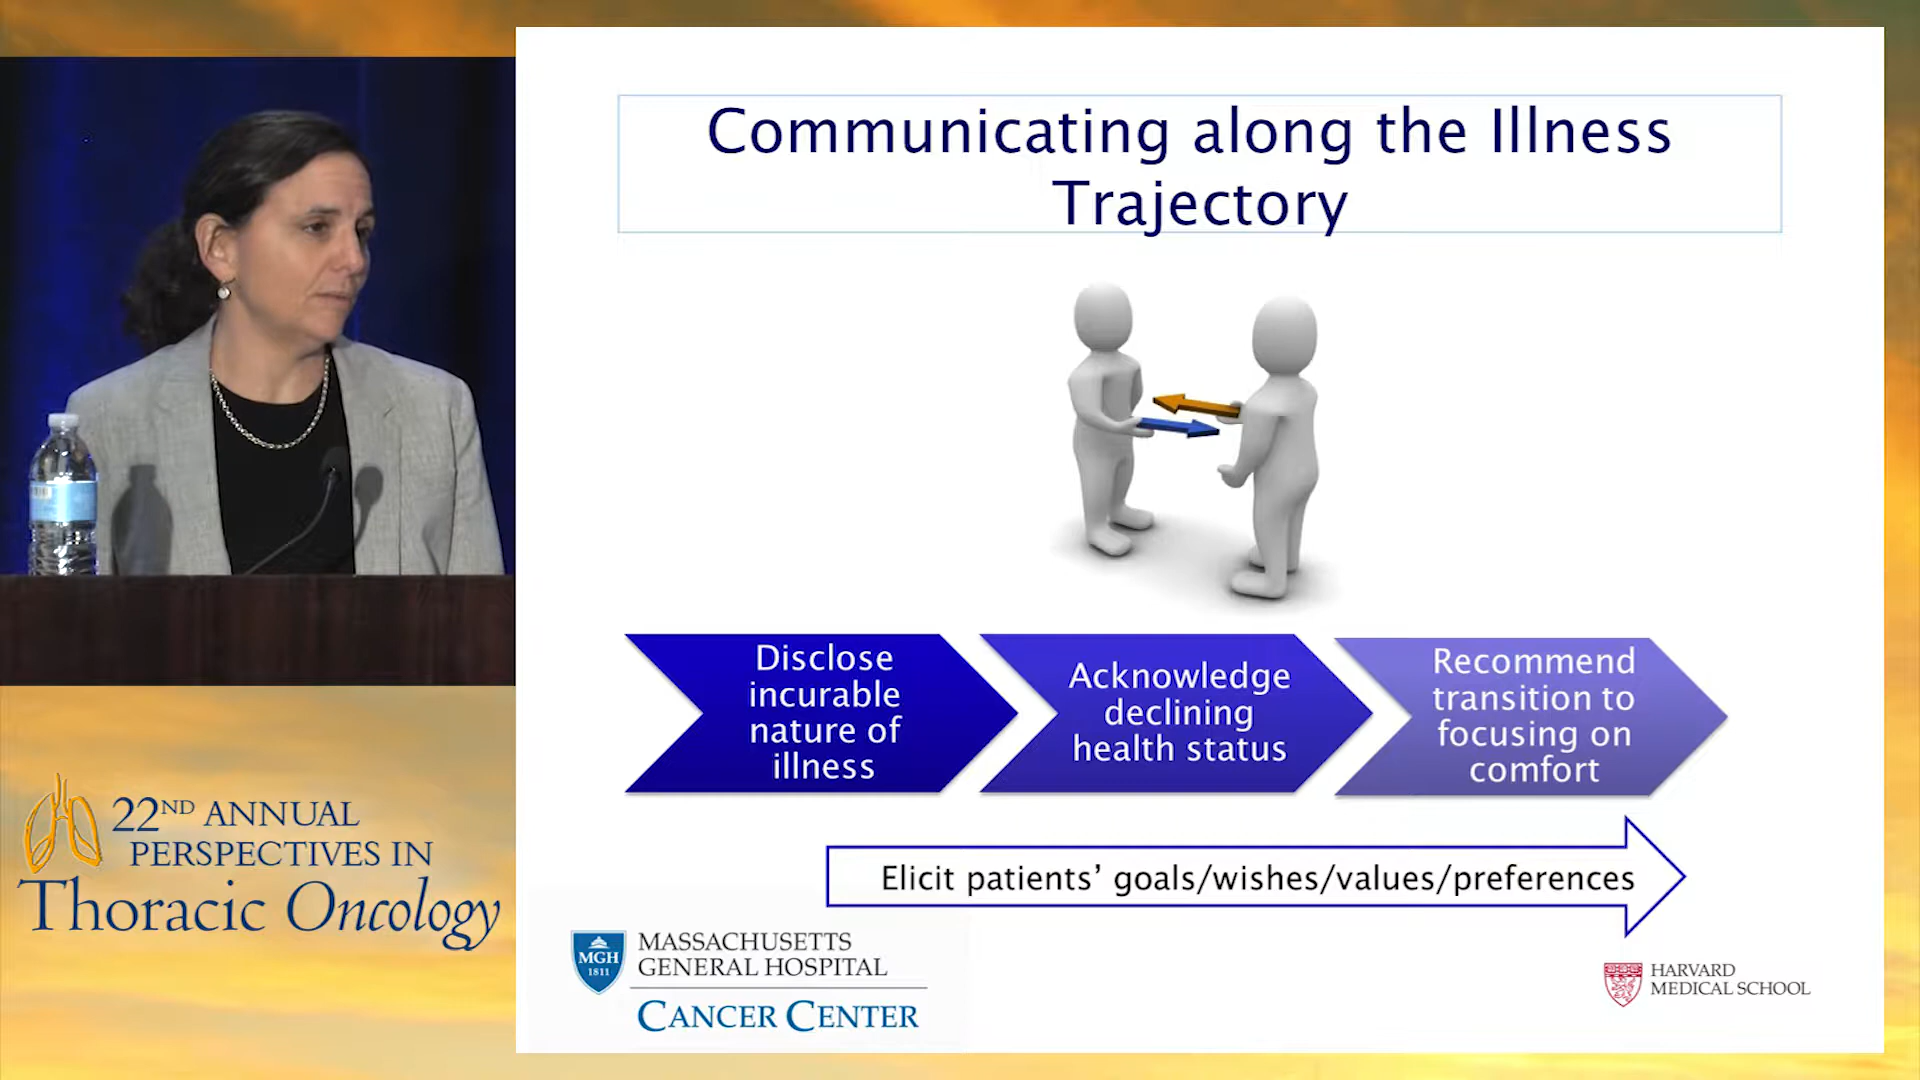 Communicating along the Illness
Trajectory
Disclose
incurable
nature of
illness
Acknowledge
declining
health status
Recommend
transition to
focusing on
comfort
Elicit patients’ goals/wishes/values/preferences
MGH
1811
MASSACHUSETTS
GENERAL HOSPITAL
CANCER CENTER
HARVARD
MEDICAL SCHOOL
22ND ANNUAL
PERSPECTIVES IN
Thoracic Oncology